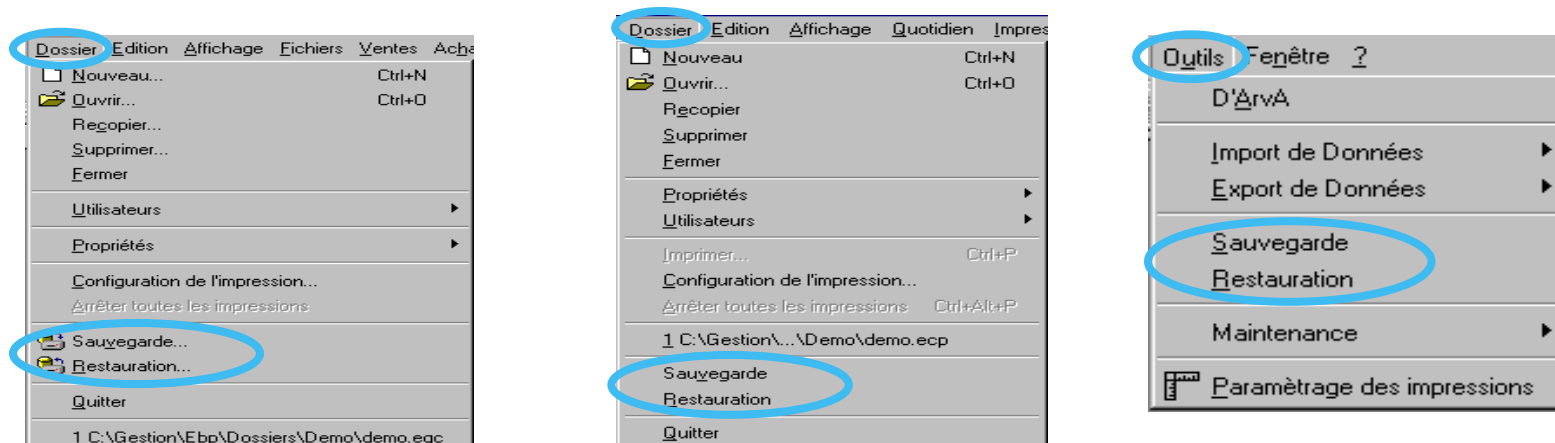 Dossier Edition Affichage Fichiers Ventes Acha
Nouveau... Ctrl+N
Ouvrir... Ctrl+O
Recopier...
Supprimer...
Fermer
Utilisateurs
Propriétés
Configuration de l'impression...
Arrêter toutes les impressions
Sauvegarde...
Restauration...
Quitter
1 C:\Gestion\Ebp\Dossiers\Demo\demo.egc
Dossier Edition Affichage Quotidien Impres
Nouveau Ctrl+N
Ouvrir... Ctrl+O
Recopier
Supprimer
Fermer
Propriétés
Utilisateurs
Imprimer... Ctrl+P
Configuration de l'impression...
Arrêter toutes les impressions Ctrl+Alt+P
1 C:\Gestion\...\Demo\demo.ecp
Sauvegarde
Restauration
Quitter
Outils Fenêtre ?
D'ArvA
Import de Données
Export de Données
Sauvegarde
Restauration
Maintenance
Paramètrage des impressions